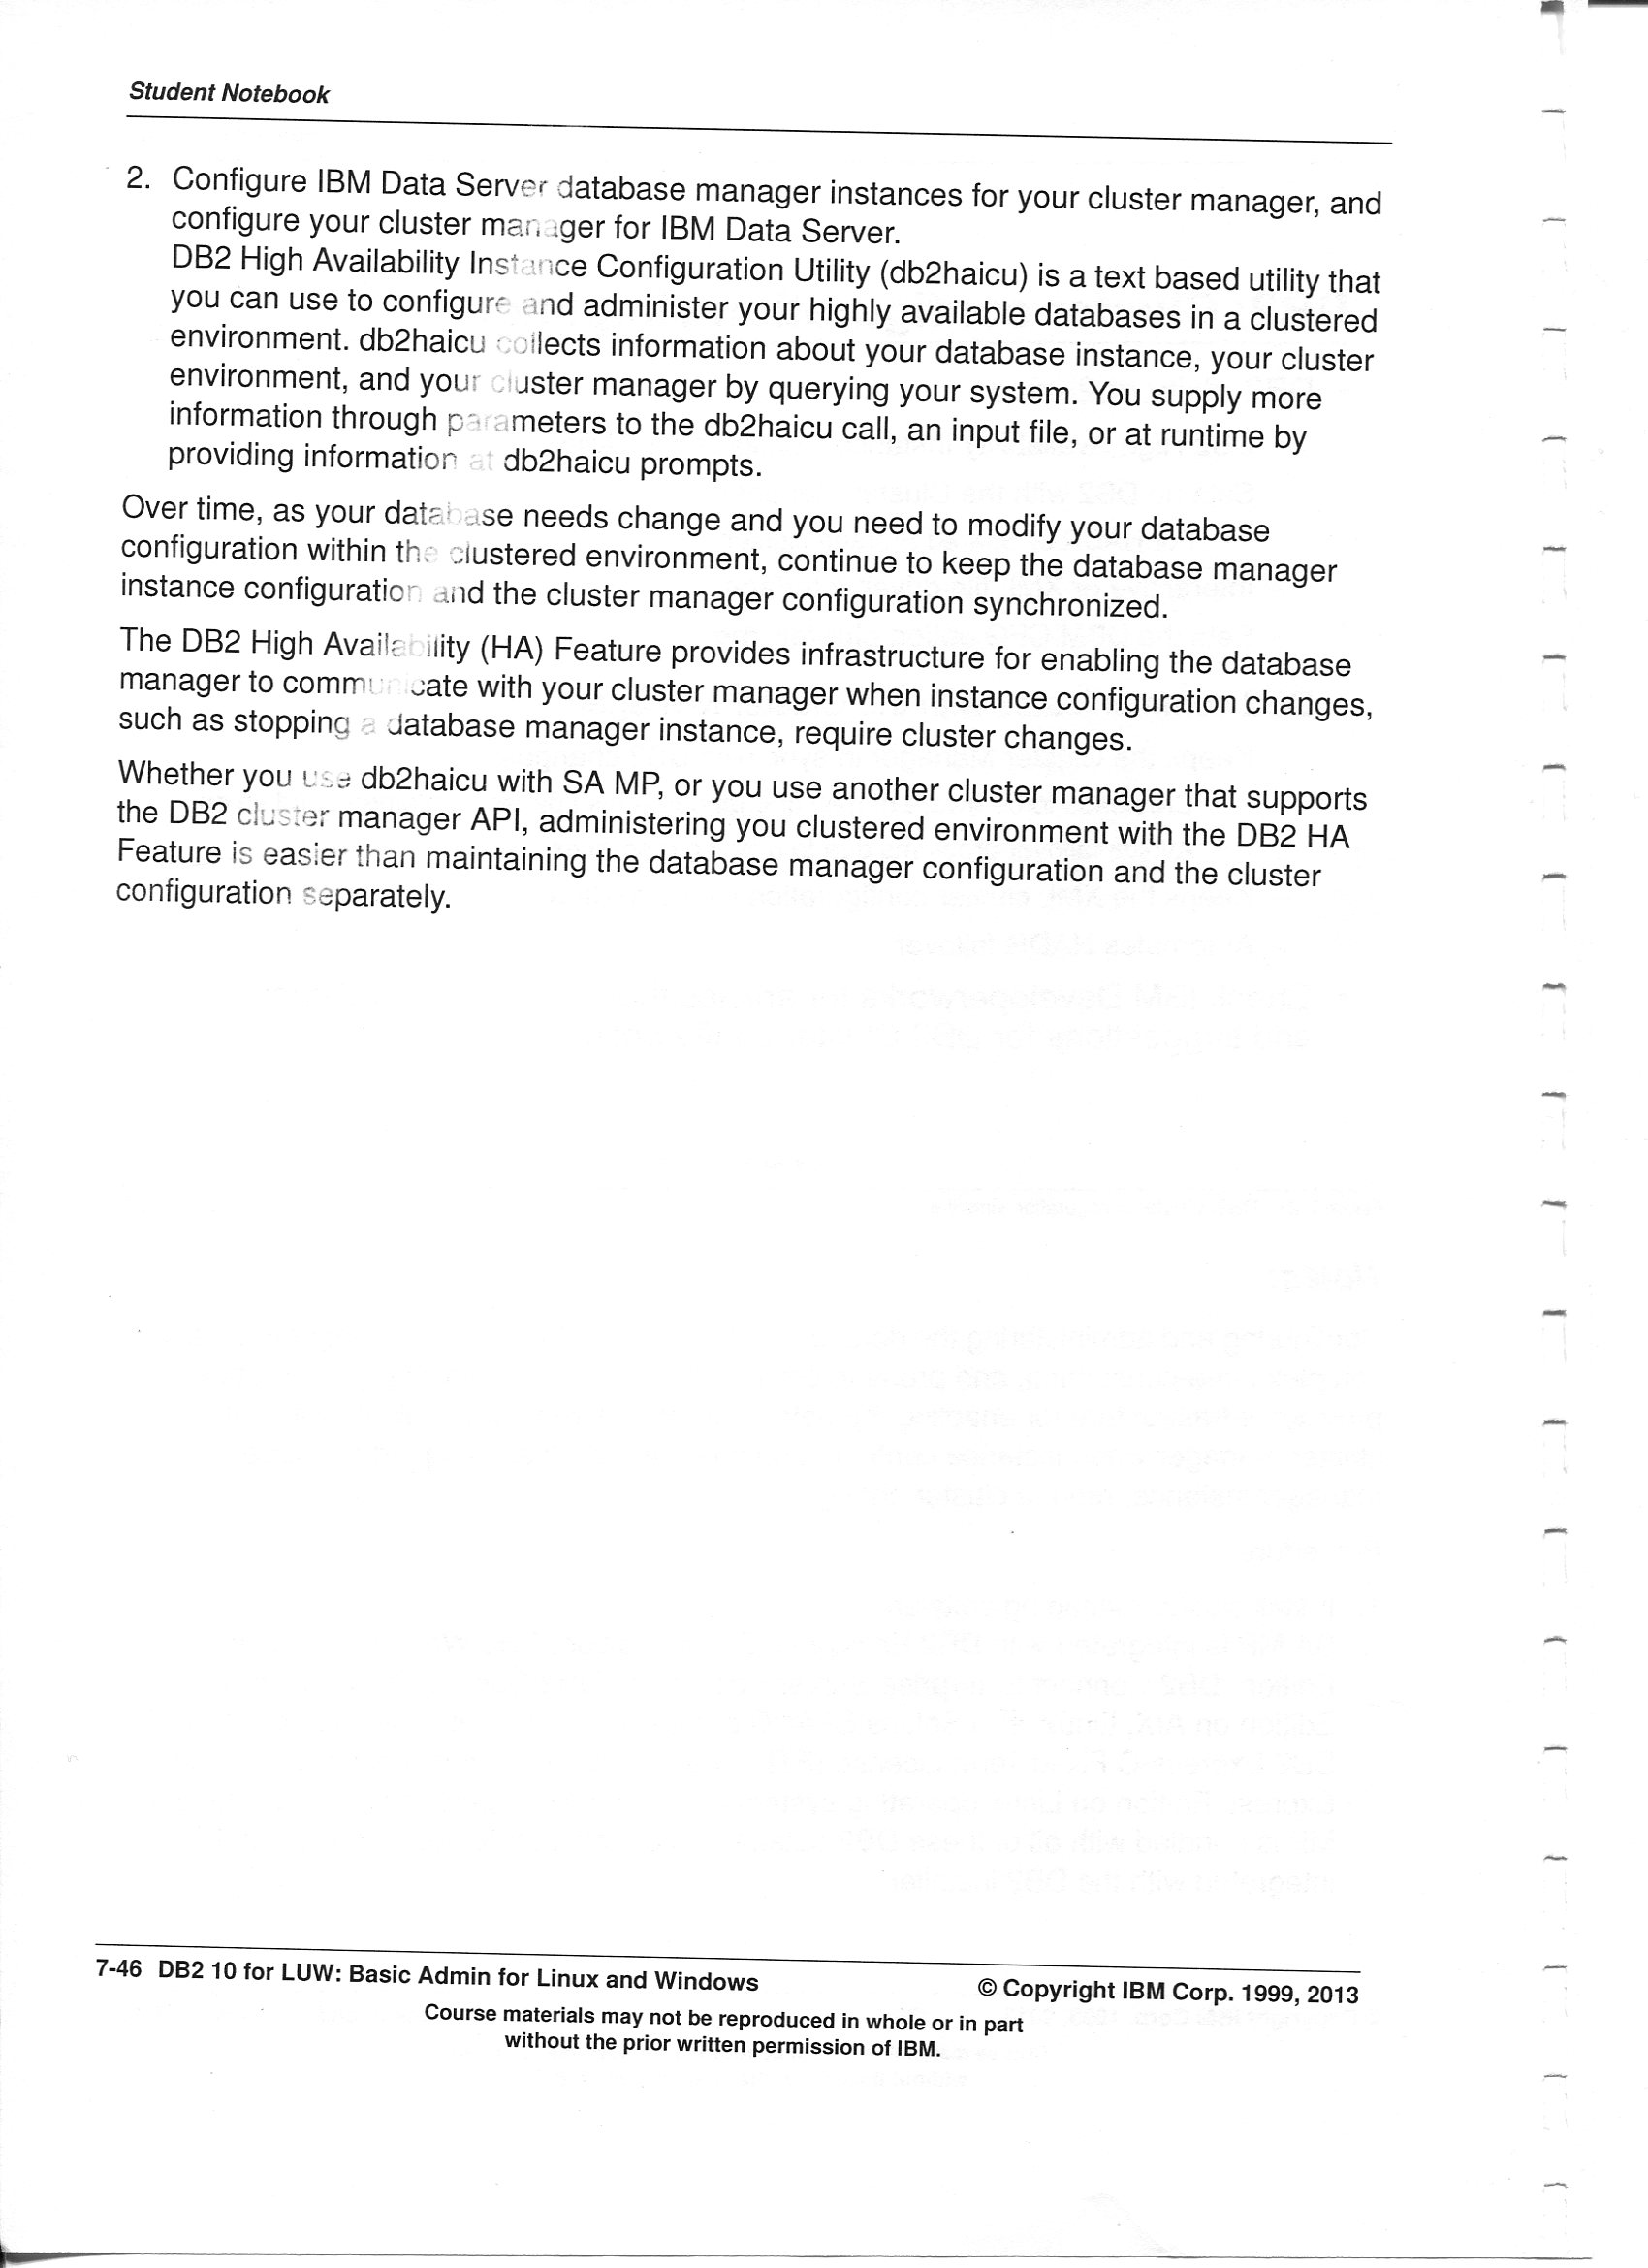 Student Notebook
2. Configure IBM Data Server database manager instances for your cluster manager, and
configure your cluster manager for IBM Data Server.
DB2 High Availability Instance Configuration Utility (db2haicu) is a text based utility that
you can use to configure and administer your highly available databases in a clustered
environment. db2haicu collects information about your database instance, your cluster
environment, and your cluster manager by querying your system. You supply more
information through parameters to the db2haicu call, an input file, or at runtime by
providing information at db2haicu prompts.
Over time, as your database needs change and you need to modify your database
configuration within the clustered environment, continue to keep the database manager
instance configuration and the cluster manager configuration synchronized.
The DB2 High Availability (HA) Feature provides infrastructure for enabling the database
manager to communicate with your cluster manager when instance configuration changes,
such as stopping a database manager instance, require cluster changes.
Whether you use db2haicu with SA MP, or you use another cluster manager that supports
the DB2 cluster manager API, administering you clustered environment with the DB2 HA
Feature is easier than maintaining the database manager configuration and the cluster
configuration separately.
7-46 DB2 10 for LUW: Basic Admin for Linux and Windows
© Copyright IBM Corp. 1999, 2013
Course materials may not be reproduced in whole or in part
without the prior written permission of IBM.